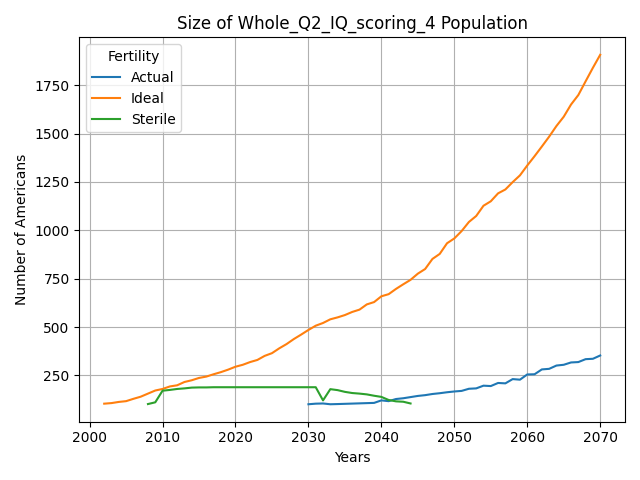 Size of Whole_Q2_IQ_scoring_4 Population
Fertility
Actual
Ideal
Sterile
Number of Americans
1750
1500
1250
1000
750
500
250
2000 2010 2020 2030 2040 2050 2060 2070
Years